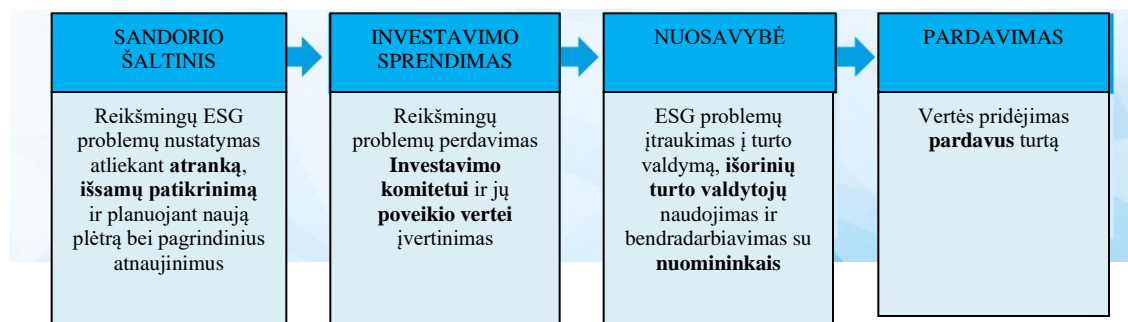 SANDORIO
ŠALTINIS
Reikšmingų ESG
problemų nustatymas
atliekant atranką,
išsamų patikrinimą
ir planuojant naują
plėtrą bei pagrindinius
atnaujinimus
INVESTAVIMO
SPRENDIMAS
Reikšmingų
problemų perdavimas
Investavimo
komitetui ir jų
poveikio vertei
įvertinimas
NUOSAVYBĖ
ESG problemų
įtraukimas į turto
valdymą, išorinių
turto valdytojų
naudojimas ir
bendradarbiavimas su
nuomininkais
PARDAVIMAS
Vertės pridėjimas
pardavus turtą